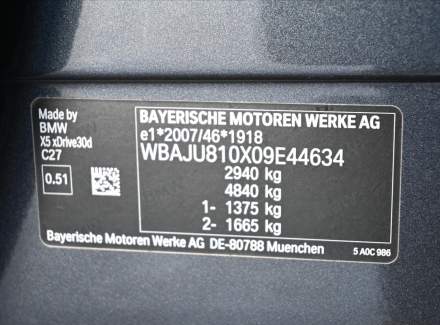 Made by
BMW
X5 xDrive30d
C27
0.51
BAYERISCHE MOTOREN WERKE AG
e1*2007/46*1918
WBAJU810X09E44634
2940 kg
4840 kg
1- 1375 kg
2- 1665 kg
Bayerische Motoren Werke AG DE-80788 Muenchen
5 A0C 986